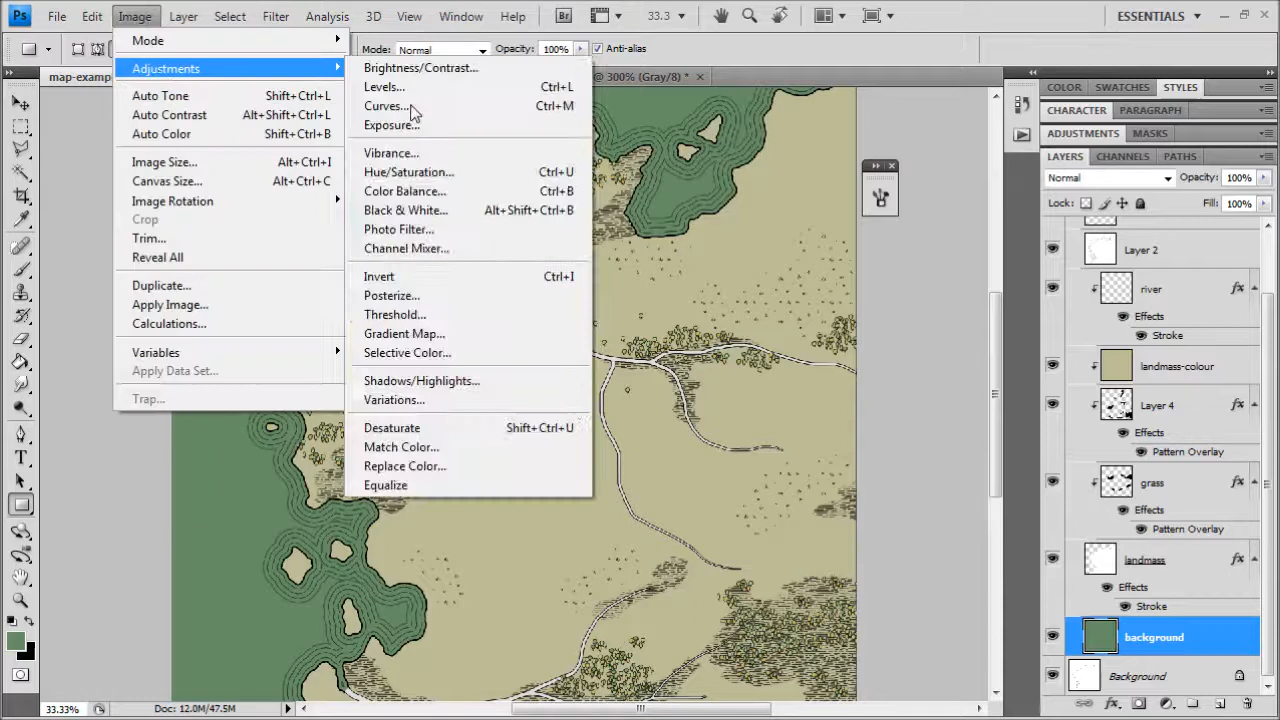 Ps File Edit Image Layer Select Filter Analysis 3D View Window Help Br 33.3 ESSENTIALS
Mode: Normal Opacity: 100% Anti-alias
map-examp
@ 300% (Gray/8) *
Mode
Adjustments
Auto Tone Shift+Ctrl+L
Auto Contrast Alt+Shift+Ctrl+L
Auto Color Shift+Ctrl+B
Image Size... Alt+Ctrl+I
Canvas Size... Alt+Ctrl+C
Image Rotation
Crop
Trim...
Reveal All
Duplicate...
Apply Image...
Calculations...
Variables
Apply Data Set...
Trap...
Brightness/Contrast...
Levels... Ctrl+L
Curves... Ctrl+M
Exposure...
Vibrance...
Hue/Saturation... Ctrl+U
Color Balance... Ctrl+B
Black & White... Alt+Shift+Ctrl+B
Photo Filter...
Channel Mixer...
Invert Ctrl+I
Posterize...
Threshold...
Gradient Map...
Selective Color...
Shadows/Highlights...
Variations...
Desaturate Shift+Ctrl+U
Match Color...
Replace Color...
Equalize
COLOR SWATCHES STYLES
CHARACTER PARAGRAPH
ADJUSTMENTS MASKS
LAYERS CHANNELS PATHS
Normal Opacity: 100%
Lock: Fill: 100%
Layer 2
river fx
Effects
Stroke
landmass-colour
Layer 4 fx
Effects
Pattern Overlay
grass fx
Effects
Pattern Overlay
landmass fx
Effects
Stroke
background
Background
33.33% Doc: 12.0M/47.5M